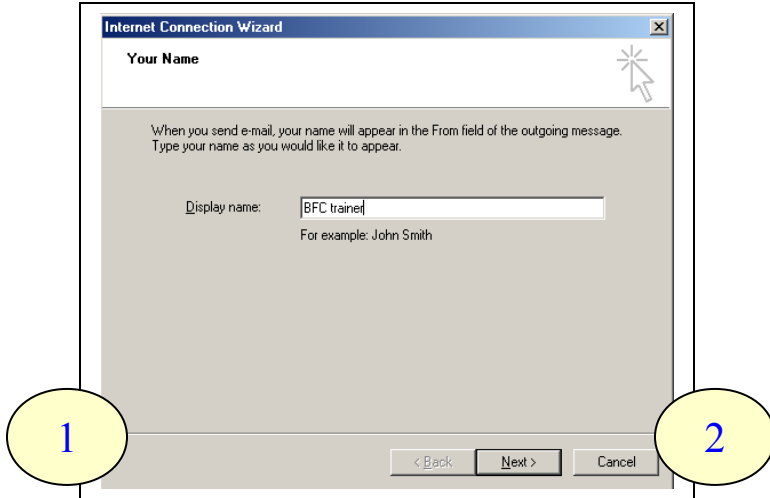 Internet Connection Wizard
Your Name
When you send e-mail, your name will appear in the From field of the outgoing message.
Type your name as you would like it to appear.
Display name: BFC trainer
For example: John Smith
1
2
< Back Next > Cancel